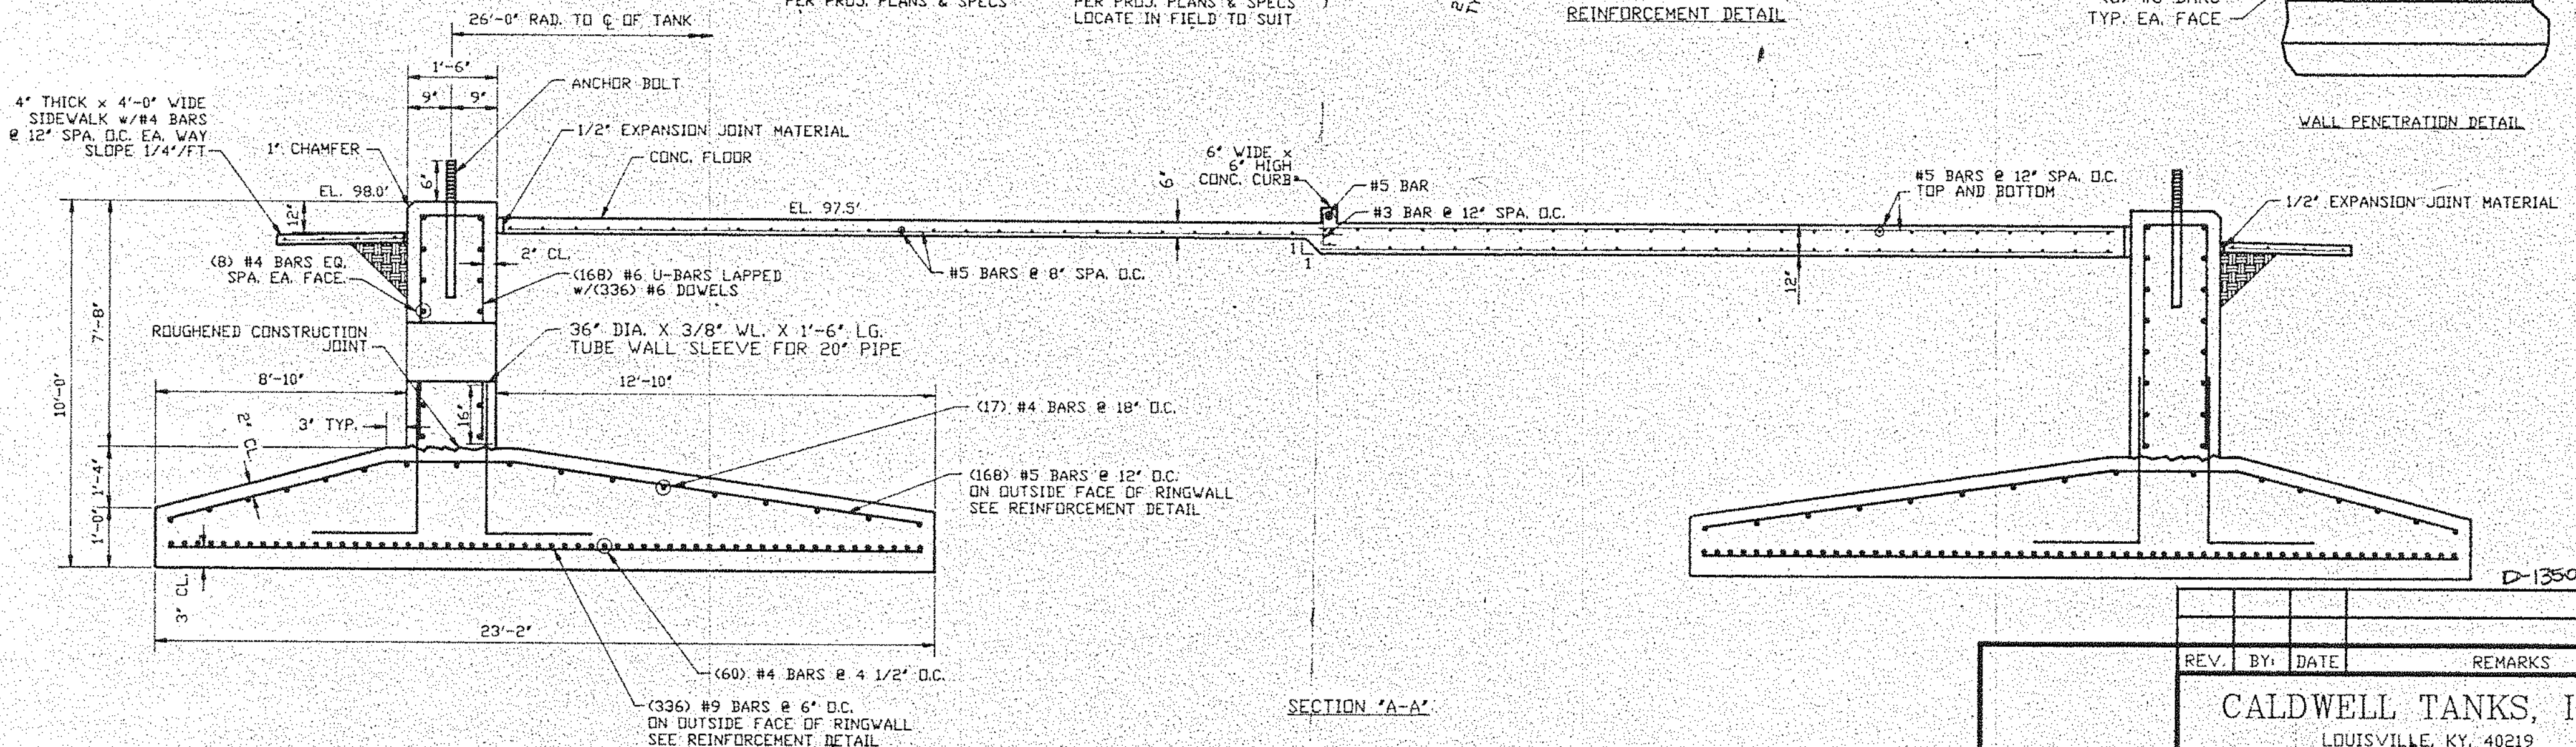 PER PROJ. PLANS & SPECS
PER PROJ. PLANS & SPECS
LOCATE IN FIELD TO SUIT
REINFORCEMENT DETAIL
TYP. EA. FACE
WALL PENETRATION DETAIL
26'-0" RAD. TO ℄ OF TANK
1'-6"
9"
9"
ANCHOR BOLT
4" THICK x 4'-0" WIDE
SIDEWALK w/#4 BARS
@ 12" SPA. O.C. EA. WAY
SLOPE 1/4"/FT
1" CHAMFER
1/2" EXPANSION JOINT MATERIAL
CONC. FLOOR
6"
EL. 98.0'
12"
EL. 97.5'
6"
6" WIDE x
6" HIGH
CONC. CURB
#5 BAR
#3 BAR @ 12" SPA. O.C.
#5 BARS @ 12" SPA. O.C.
TOP AND BOTTOM
1/2" EXPANSION JOINT MATERIAL
(8) #4 BARS EQ.
SPA. EA. FACE
2" CL.
(168) #6 U-BARS LAPPED
w/(336) #6 DOWELS
#5 BARS @ 8" SPA. O.C.
1
1
12"
ROUGHENED CONSTRUCTION
JOINT
36" DIA. X 3/8" WL. X 1'-6" LG.
TUBE WALL SLEEVE FOR 20" PIPE
10'-0"
7'-8"
8'-10"
12'-10"
16"
3" TYP.
2" CL.
(17) #4 BARS @ 18" O.C.
(168) #5 BARS @ 12" O.C.
ON OUTSIDE FACE OF RINGWALL
SEE REINFORCEMENT DETAIL
1'-4"
1'-0"
3" CL.
23'-2"
(60) #4 BARS @ 4 1/2" O.C.
(336) #9 BARS @ 6" O.C.
ON OUTSIDE FACE OF RINGWALL
SEE REINFORCEMENT DETAIL
SECTION "A-A"
D-1350
REV. BY: DATE REMARKS
CALDWELL TANKS, I
LOUISVILLE, KY. 40219